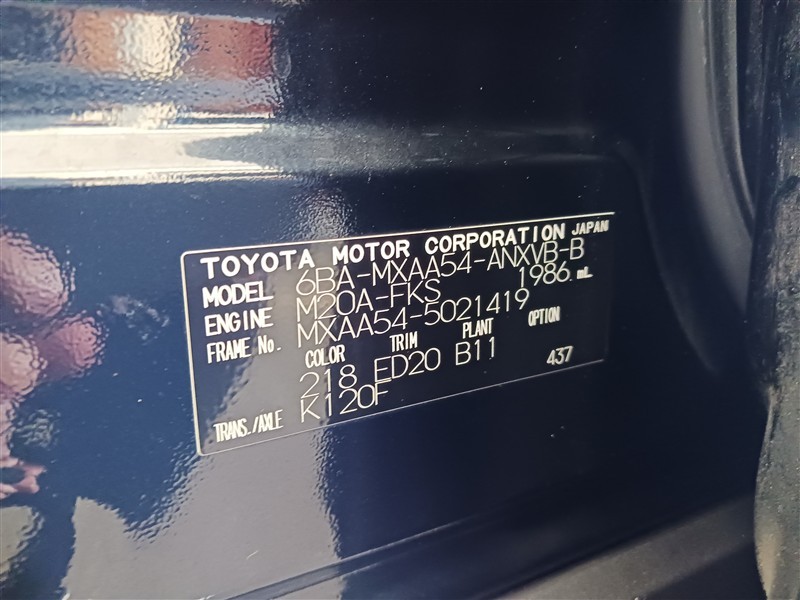 TOYOTA MOTOR CORPORATION JAPAN
MODEL 6BA-MXAA54-ANXVB-B
ENGINE M20A-FKS 1986 mL
FRAME No. MXAA54-5021419
COLOR TRIM PLANT OPTION
218 ED20 B11 437
TRANS./AXLE K120F